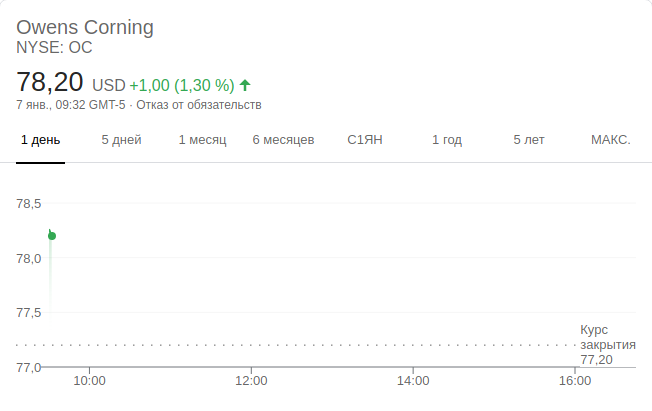 Owens Corning
NYSE: OC
78,20 USD +1,00 (1,30 %)
7 янв., 09:32 GMT-5 · Отказ от обязательств
1 день 5 дней 1 месяц 6 месяцев С1ЯН 1 год 5 лет МАКС.
78,5
78,0
77,5
77,0
Курс
закрытия
77,20
10:00 12:00 14:00 16:00